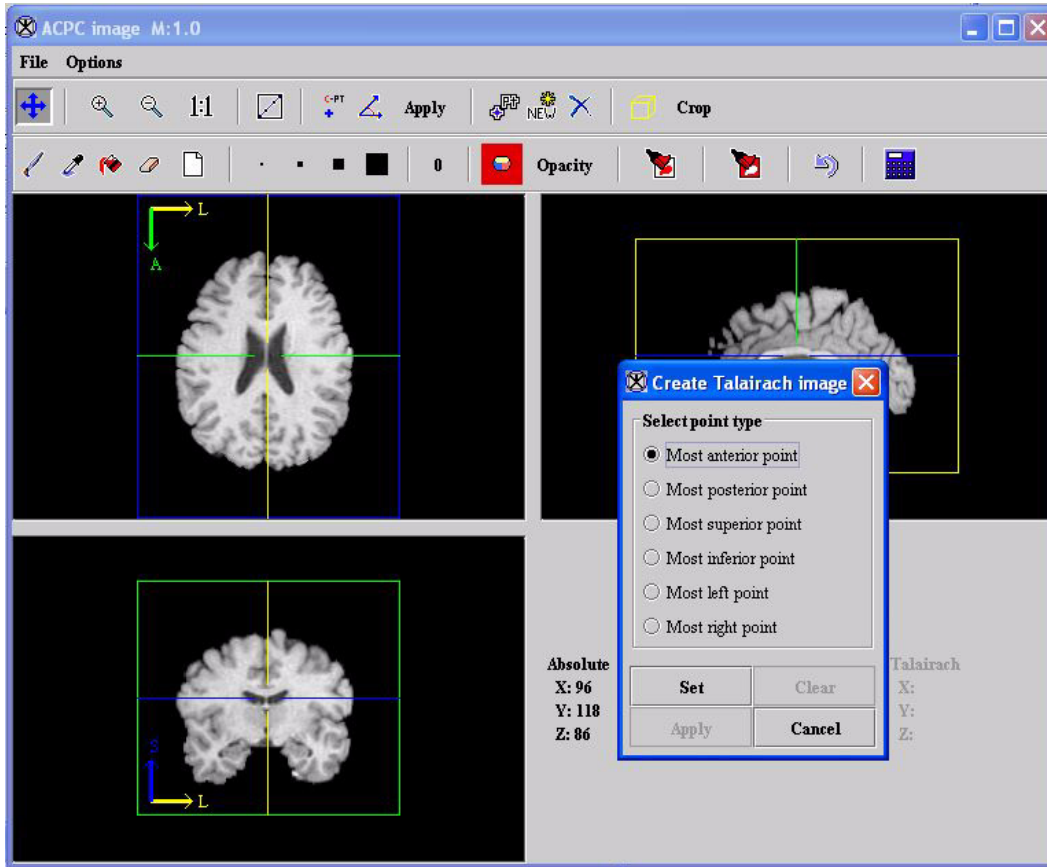 ACPC image M:1.0
File Options
1:1 C-PT Apply PT NEW Crop
0 Opacity
L
A
Create Talairach image
Select point type
Most anterior point
Most posterior point
Most superior point
Most inferior point
Most left point
Most right point
Set Clear
Apply Cancel
S
L
Absolute
X: 96
Y: 118
Z: 86
Talairach
X:
Y:
Z: